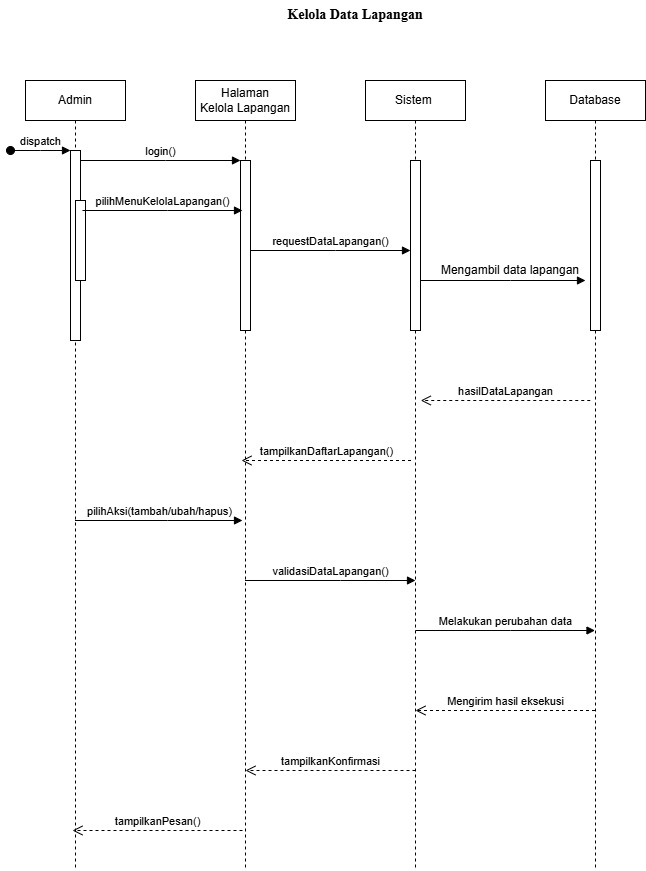 Kelola Data Lapangan
Admin
Halaman
Kelola Lapangan
Sistem
Database
dispatch
login()
pilihMenuKelolaLapangan()
requestDataLapangan()
Mengambil data lapangan
hasilDataLapangan
tampilkanDaftarLapangan()
pilihAksi(tambah/ubah/hapus)
validasiDataLapangan()
Melakukan perubahan data
Mengirim hasil eksekusi
tampilkanKonfirmasi
tampilkanPesan()